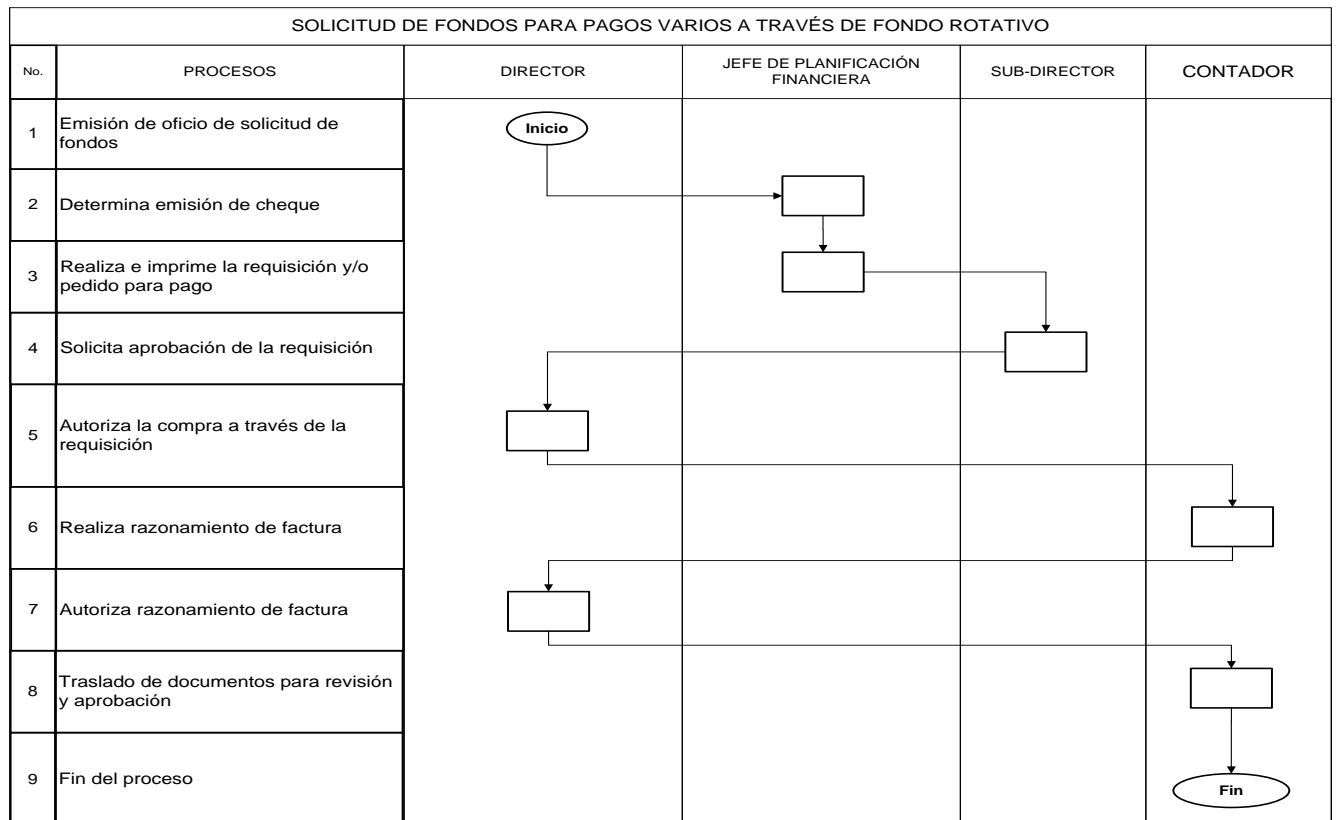 SOLICITUD DE FONDOS PARA PAGOS VARIOS A TRAVÉS DE FONDO ROTATIVO
No.
PROCESOS
DIRECTOR
JEFE DE PLANIFICACIÓN
FINANCIERA
SUB-DIRECTOR
CONTADOR
1
Emisión de oficio de solicitud de
fondos
Inicio
2
Determina emisión de cheque
3
Realiza e imprime la requisición y/o
pedido para pago
4
Solicita aprobación de la requisición
5
Autoriza la compra a través de la
requisición
6
Realiza razonamiento de factura
7
Autoriza razonamiento de factura
8
Traslado de documentos para revisión
y aprobación
9
Fin del proceso
Fin